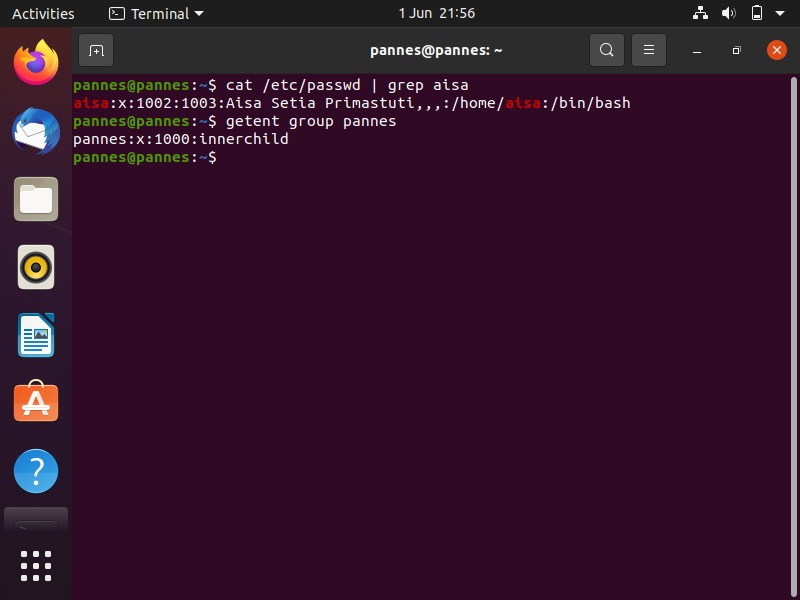 Activities Terminal 1 Jun 21:56
pannes@pannes: ~
pannes@pannes:~$ cat /etc/passwd | grep aisa
aisa:x:1002:1003:Aisa Setia Primastuti,,,:/home/aisa:/bin/bash
pannes@pannes:~$ getent group pannes
pannes:x:1000:innerchild
pannes@pannes:~$